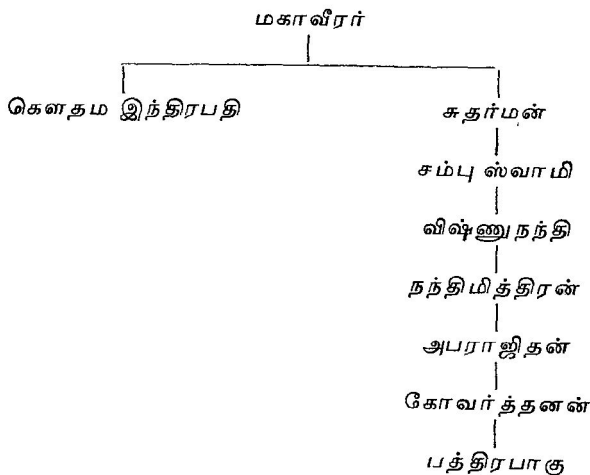 மகாவீரர்
கௌதம இந்திரபதி
சுதர்மன்
சம்பு ஸ்வாமி
விஷ்ணுநந்தி
நந்திமித்திரன்
அபராஜிதன்
கோவர்த்தனன்
பத்திரபாகு